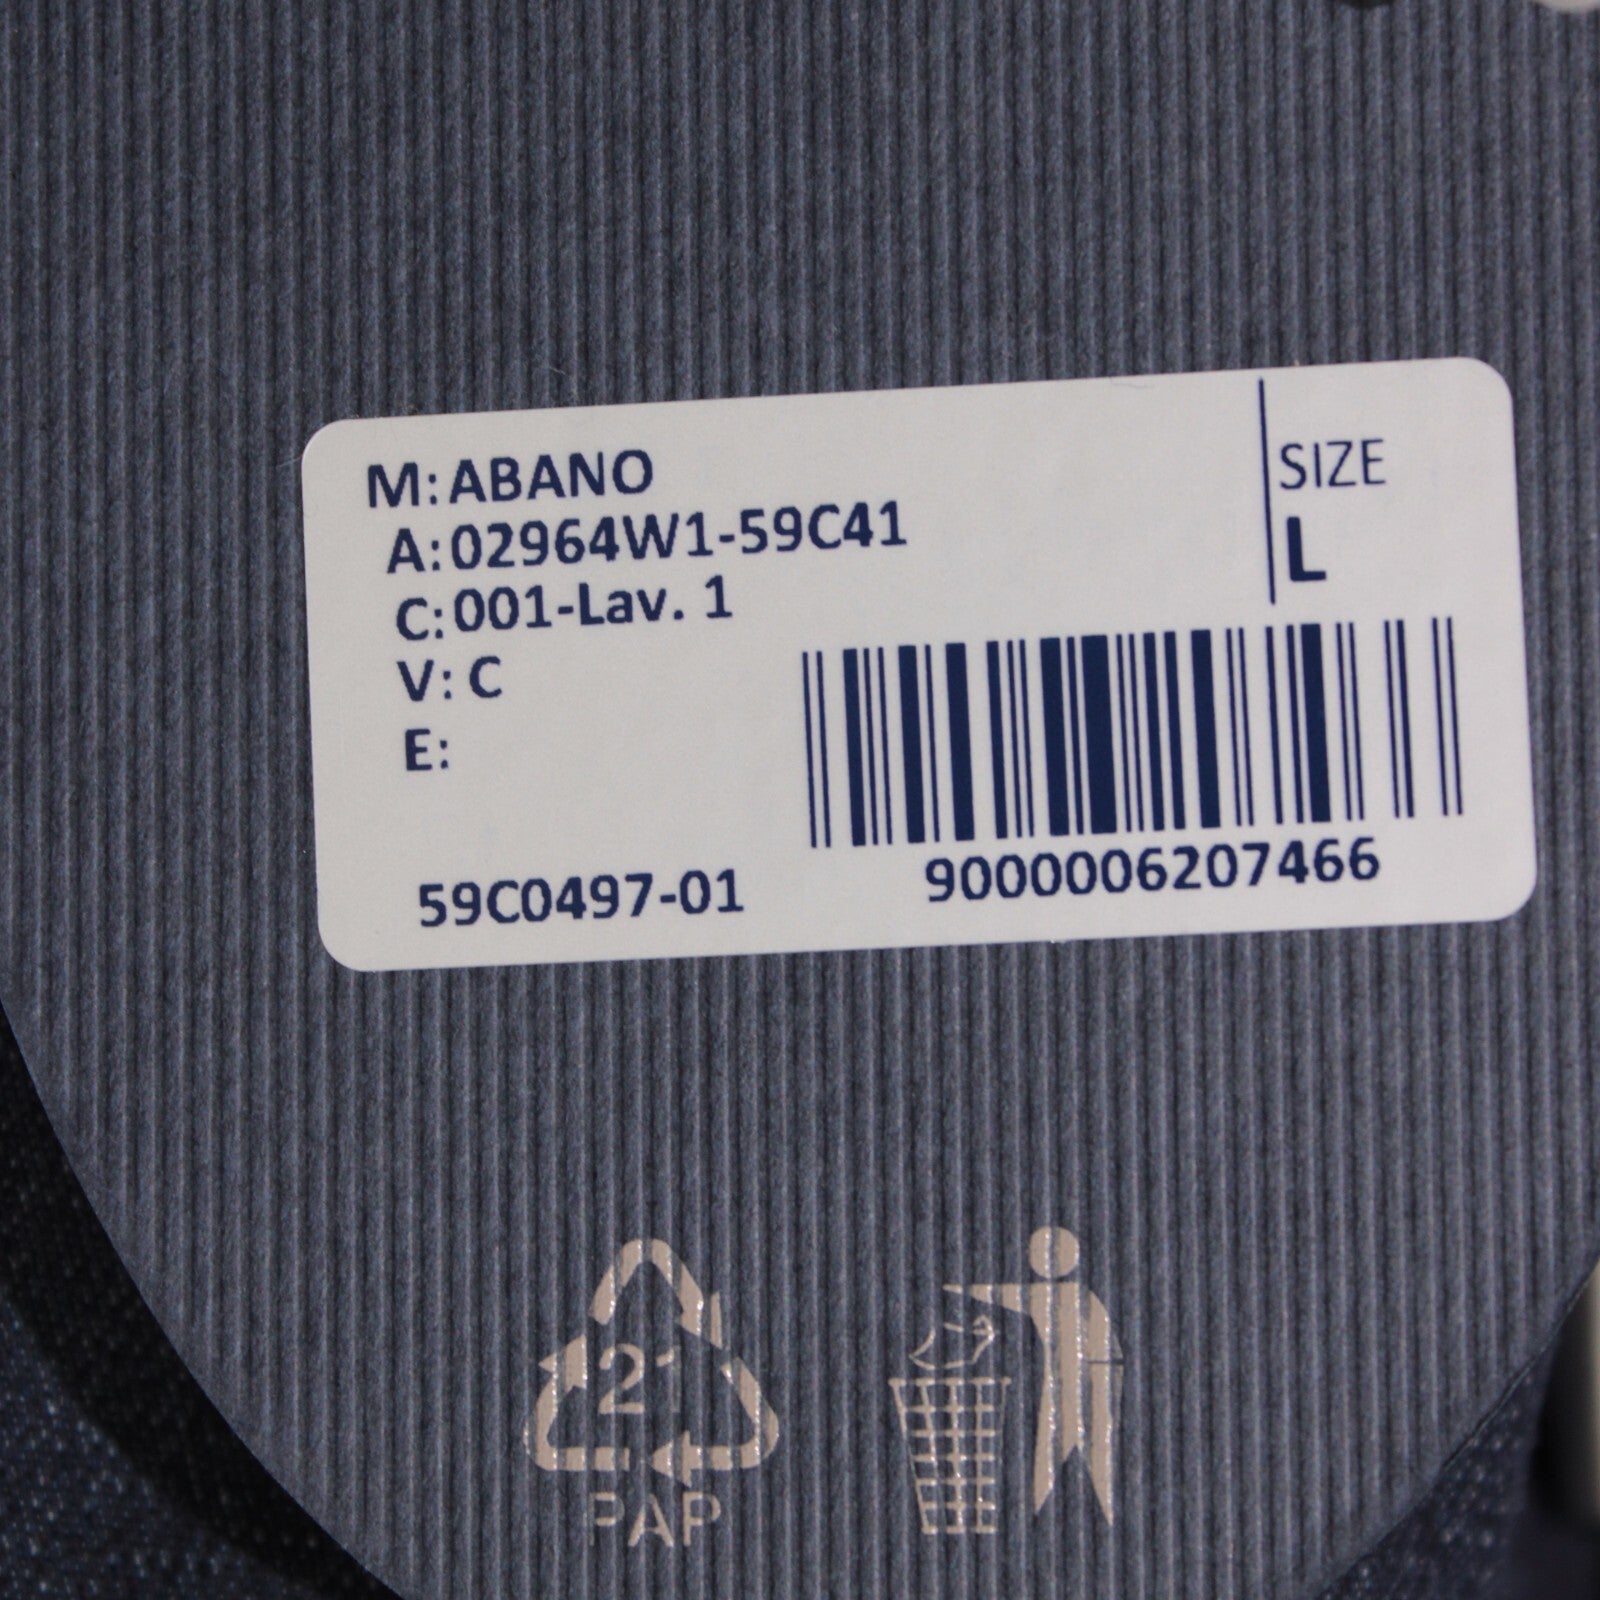 M: ABANO
A: 02964W1-59C41
C: 001-Lav. 1
V: C
E:
SIZE
L
59C0497-01
9000006207466
21
PAP